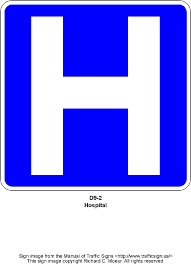 H
D9-2
Hospital
Sign image from the Manual of Traffic Signs <http://www.trafficsign.us/>
This sign image copyright Richard C. Moeur. All rights reserved.